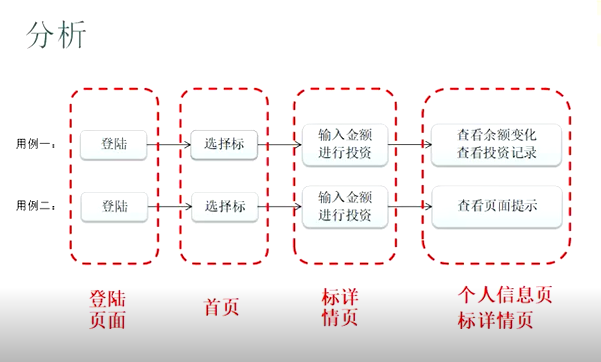 分析
用例一：
登陆
选择标
输入金额
进行投资
查看余额变化
查看投资记录
用例二：
登陆
选择标
输入金额
进行投资
查看页面提示
登陆
页面
首页
标详
情页
个人信息页
标详情页